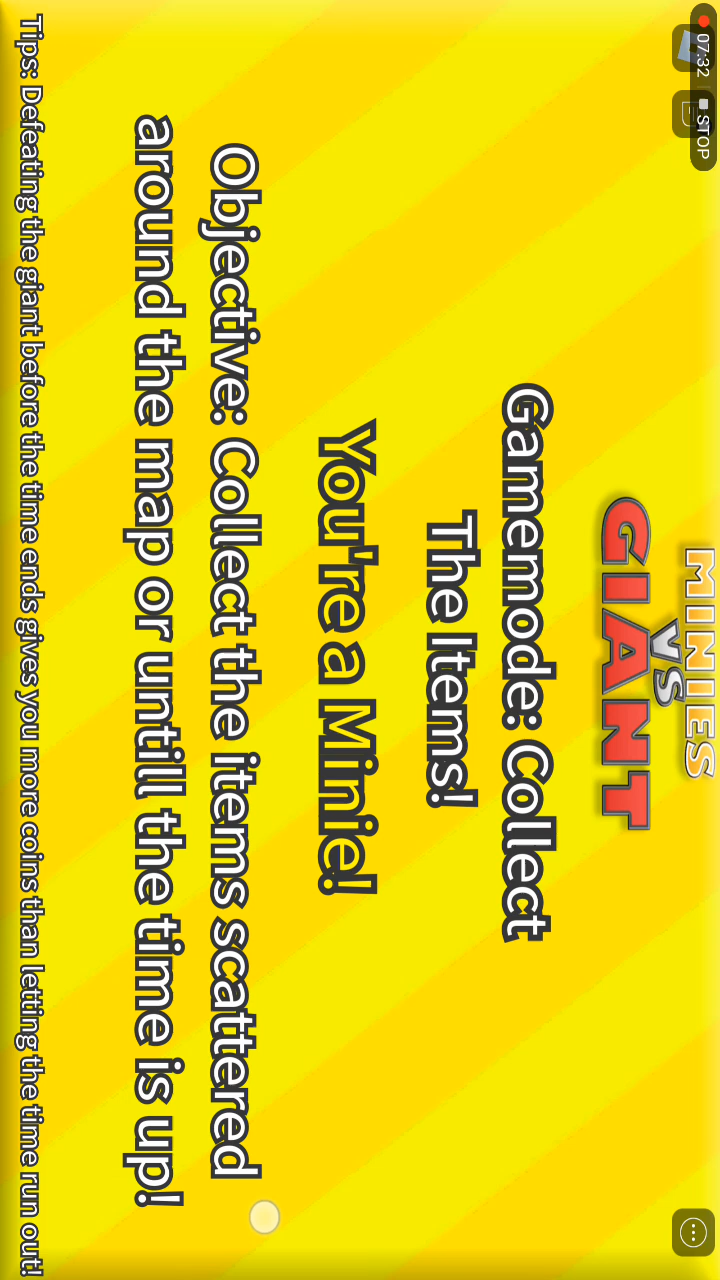 07:32 STOP
MINIES
VS
GIANT
Gamemode: Collect
The Items!
You're a Minie!
Objective: Collect the items scattered
around the map or untill the time is up!
Tips: Defeating the giant before the time ends gives you more coins than letting the time run out!